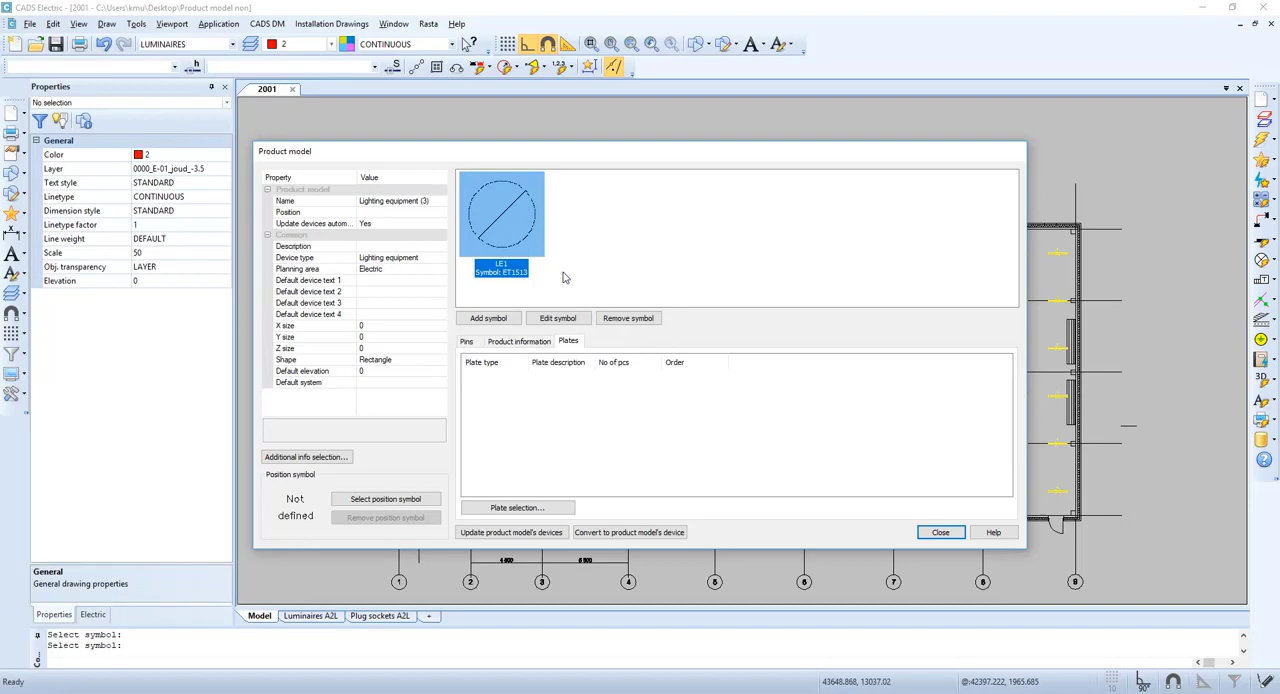 CADS Electric - [2001 - C:\Users\kmu\Desktop\Product model non]
File Edit View Draw Tools Viewport Application CADS DM Installation Drawings Window Rasta Help
LUMINAIRES 2 CONTINUOUS
Properties
No selection
General
Color 2
Layer 0000_E-01_joud_-3.5
Text style STANDARD
Linetype CONTINUOUS
Dimension style STANDARD
Linetype factor 1
Line weight DEFAULT
Scale 50
Obj. transparency LAYER
Elevation 0
General
General drawing properties
Properties Electric
2001
Product model
Property Value
Product model
Name Lighting equipment (3)
Position
Update devices autom... Yes
Common
Description
Device type Lighting equipment
Planning area Electric
Default device text 1
Default device text 2
Default device text 3
Default device text 4
X size 0
Y size 0
Z size 0
Shape Rectangle
Default elevation 0
Default system
Additional info selection...
Position symbol
Not
defined
Select position symbol
Remove position symbol
LE1
Symbol: ET1513
Add symbol Edit symbol Remove symbol
Pins Product information Plates
Plate type Plate description No of pcs Order
Plate selection...
Update product model's devices Convert to product model's device Close Help
1 2 3 4 5 6 7 8 9
Model Luminaires A2L Plug sockets A2L +
Select symbol:
Select symbol:
Ready 43648.868, 13037.02 @:42397.222, 1965.685 10 90°